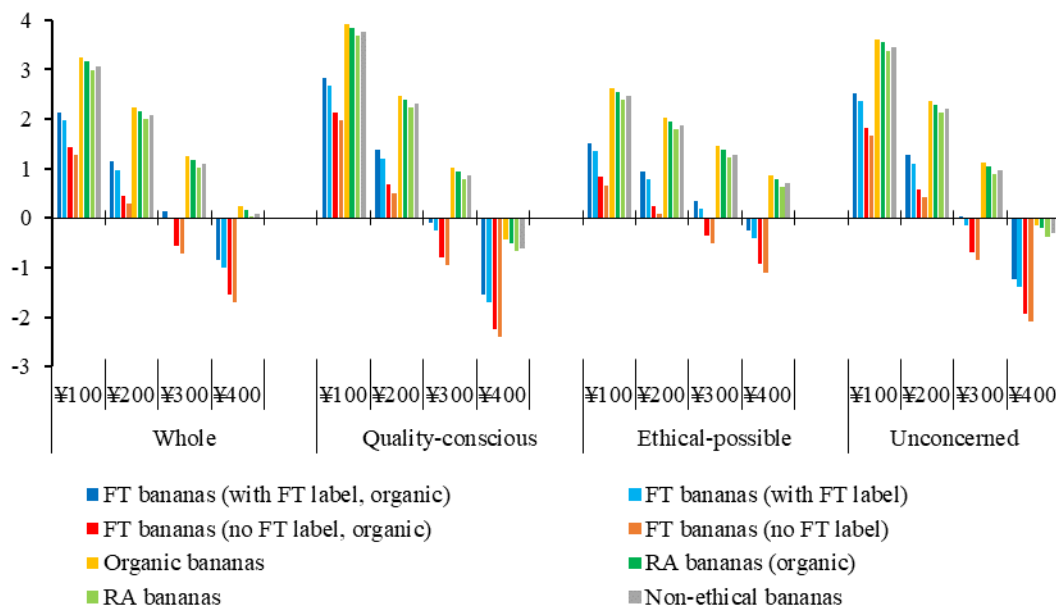 4
3
2
1
0
-1
-2
-3
¥100 ¥200 ¥300 ¥400 ¥100 ¥200 ¥300 ¥400 ¥100 ¥200 ¥300 ¥400 ¥100 ¥200 ¥300 ¥400
Whole Quality-conscious Ethical-possible Unconcerned
FT bananas (with FT label, organic) FT bananas (with FT label)
FT bananas (no FT label, organic) FT bananas (no FT label)
Organic bananas RA bananas (organic)
RA bananas Non-ethical bananas